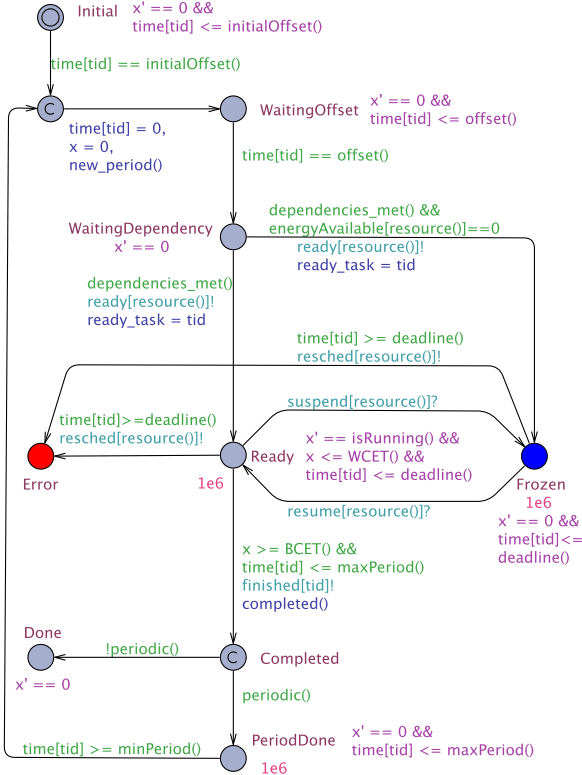 Initial
x' == 0 &&
time[tid] <= initialOffset()
time[tid] == initialOffset()
C
time[tid] = 0,
x = 0,
new_period()
WaitingOffset
x' == 0 &&
time[tid] <= offset()
time[tid] == offset()
WaitingDependency
x' == 0
dependencies_met() &&
energyAvailable[resource()]==0
ready[resource()]!
ready_task = tid
dependencies_met()
ready[resource()]!
ready_task = tid
time[tid] >= deadline()
resched[resource()]!
suspend[resource()]?
time[tid]>=deadline()
resched[resource()]!
Error
Ready
1e6
x' == isRunning() &&
x <= WCET() &&
time[tid] <= deadline()
resume[resource()]?
Frozen
1e6
x' == 0 &&
time[tid]<=
deadline()
x >= BCET() &&
time[tid] <= maxPeriod()
finished[tid]!
completed()
Done
x' == 0
!periodic()
C
Completed
periodic()
PeriodDone
x' == 0 &&
time[tid] <= maxPeriod()
time[tid] >= minPeriod()
1e6